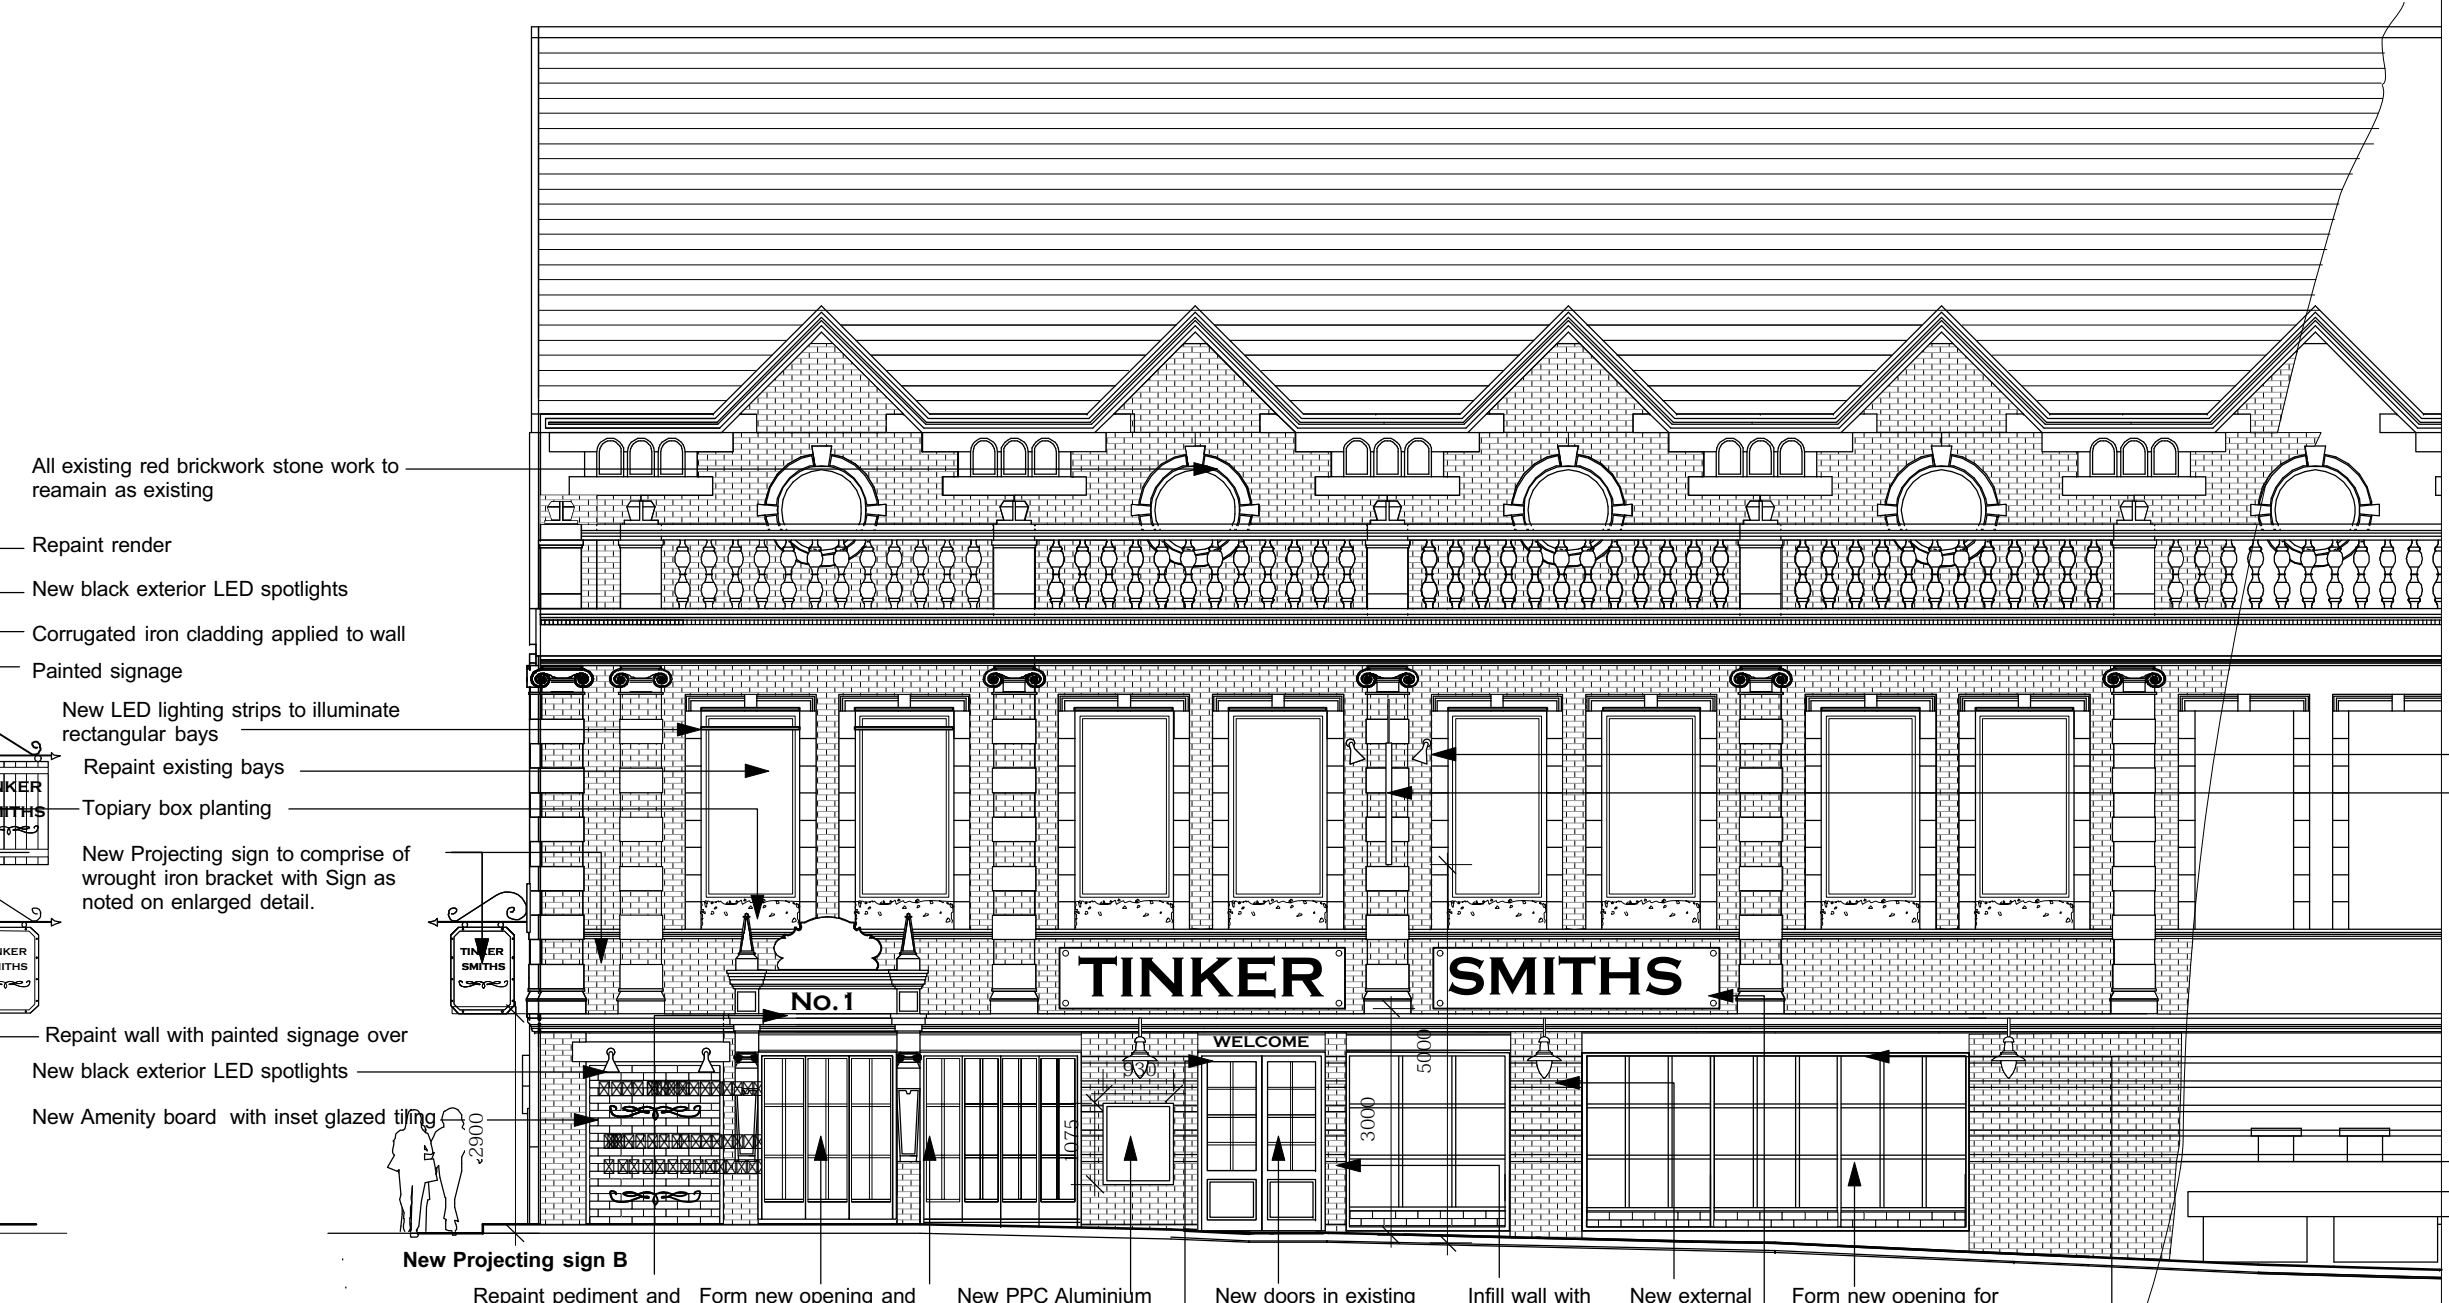 All existing red brickwork stone work to
reamain as existing
Repaint render
New black exterior LED spotlights
Corrugated iron cladding applied to wall
Painted signage
New LED lighting strips to illuminate
rectangular bays
Repaint existing bays
Topiary box planting
New Projecting sign to comprise of
wrought iron bracket with Sign as
noted on enlarged detail.
TINKER
SMITHS
TINKER
SMITHS
No.1
Repaint wall with painted signage over
New black exterior LED spotlights
New Amenity board with inset glazed tiling
WELCOME
930
1075
5000
3000
2900
New Projecting sign B
Repaint pediment and
Form new opening and
New PPC Aluminium
New doors in existing
Infill wall with
New external
Form new opening for